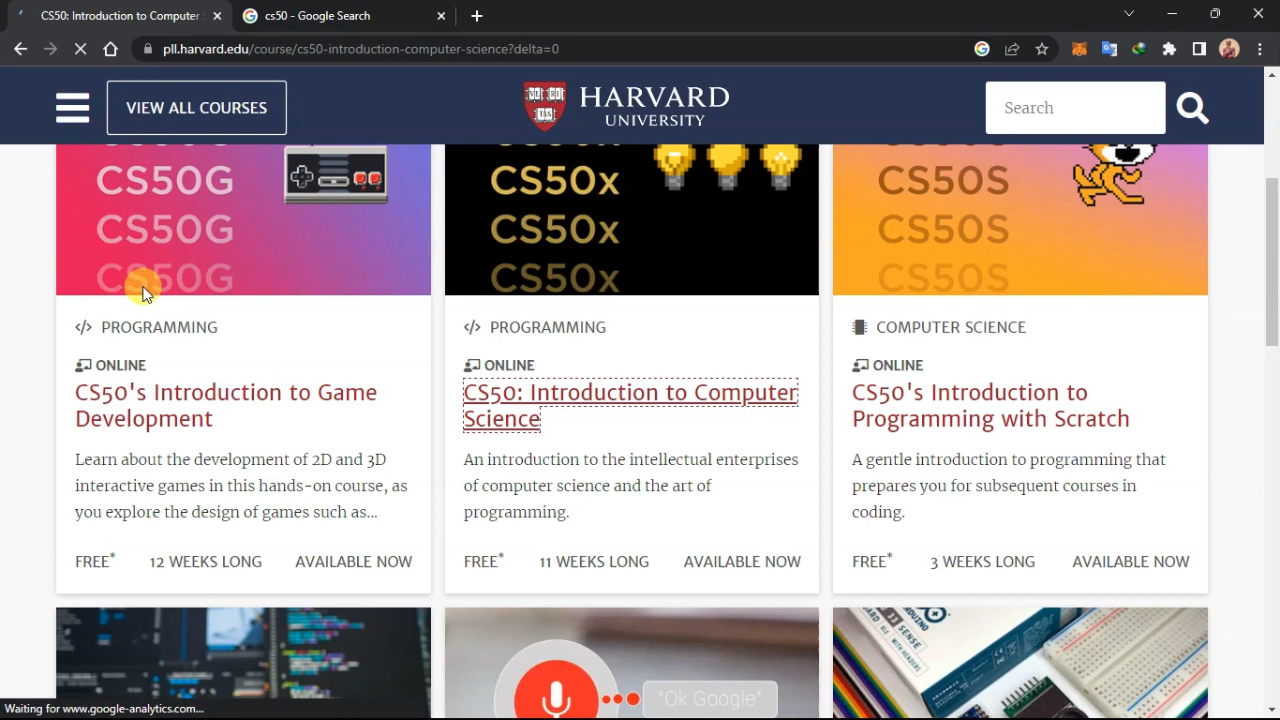 CS50: Introduction to Computer
cs50 - Google Search
pll.harvard.edu/course/cs50-introduction-computer-science?delta=0
VIEW ALL COURSES
VE RI TAS
HARVARD
UNIVERSITY
Search
CS50G
CS50G
CS50G
CS50x
CS50x
CS50x
CS50S
CS50S
CS50S
PROGRAMMING
ONLINE
CS50's Introduction to Game
Development
Learn about the development of 2D and 3D
interactive games in this hands-on course, as
you explore the design of games such as...
FREE* 12 WEEKS LONG AVAILABLE NOW
PROGRAMMING
ONLINE
CS50: Introduction to Computer
Science
An introduction to the intellectual enterprises
of computer science and the art of
programming.
FREE* 11 WEEKS LONG AVAILABLE NOW
COMPUTER SCIENCE
ONLINE
CS50's Introduction to
Programming with Scratch
A gentle introduction to programming that
prepares you for subsequent courses in
coding.
FREE* 3 WEEKS LONG AVAILABLE NOW
"Ok Google"
ARDUINO
Waiting for www.google-analytics.com...